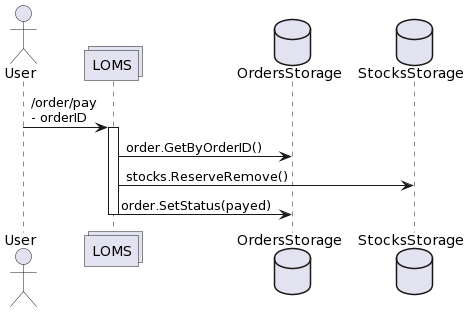 User
LOMS
OrdersStorage
StocksStorage
/order/pay
- orderID
order.GetByOrderID()
stocks.ReserveRemove()
order.SetStatus(payed)
User
LOMS
OrdersStorage
StocksStorage